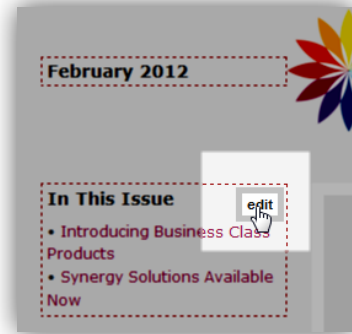 February 2012
In This Issue
edit
• Introducing Business Class
Products
• Synergy Solutions Available
Now